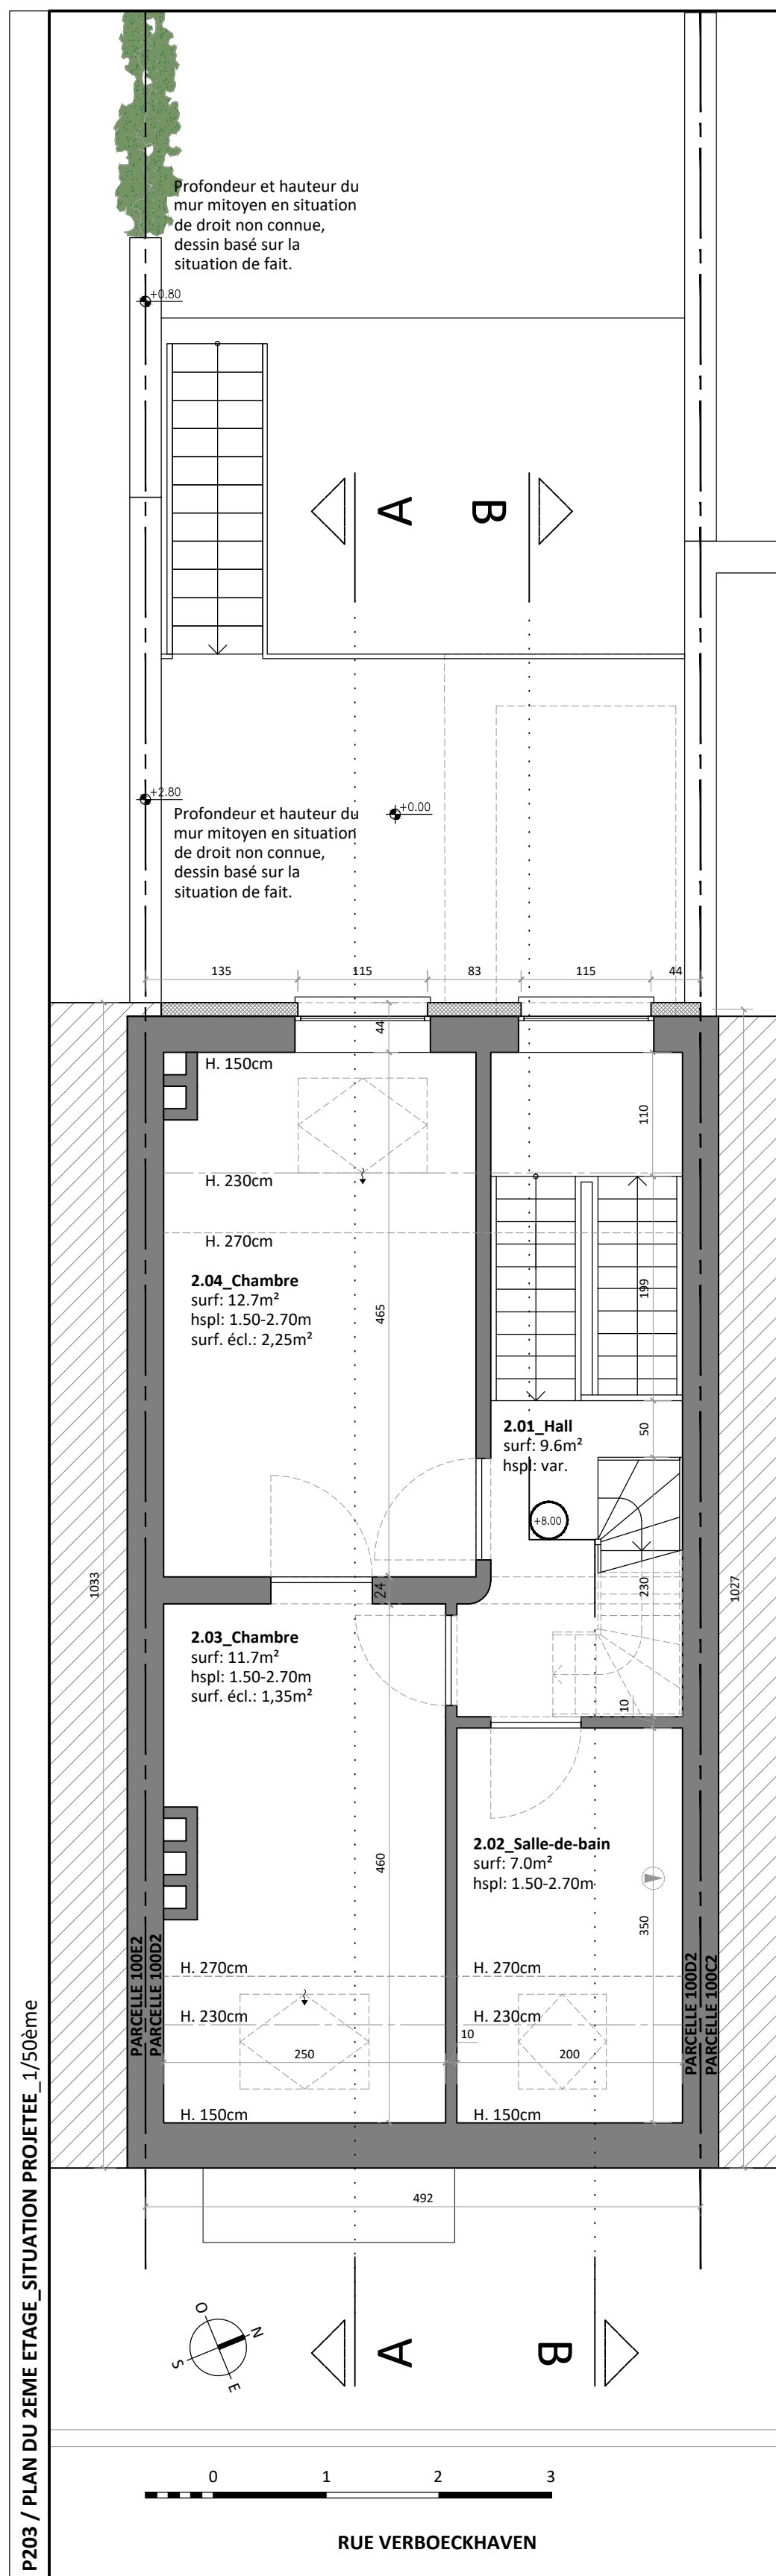 Profondeur et hauteur du
mur mitoyen en situation
de droit non connue,
dessin basé sur la
situation de fait.
+0.80
A
B
+2.80
+0.00
Profondeur et hauteur du
mur mitoyen en situation
de droit non connue,
dessin basé sur la
situation de fait.
135
115
83
115
44
44
H. 150cm
110
H. 230cm
H. 270cm
2.04_Chambre
surf: 12.7m²
hspl: 1.50-2.70m
surf. écl.: 2,25m²
465
199
2.01_Hall
surf: 9.6m²
hspl: var.
50
+8.00
1033
24
230
1027
2.03_Chambre
surf: 11.7m²
hspl: 1.50-2.70m
surf. écl.: 1,35m²
10
2.02_Salle-de-bain
surf: 7.0m²
hspl: 1.50-2.70m
460
350
PARCELLE 100E2
PARCELLE 100D2
PARCELLE 100D2
PARCELLE 100C2
H. 270cm
H. 270cm
H. 230cm
H. 230cm
10
250
200
H. 150cm
H. 150cm
492
O
N
S
E
A
B
0
1
2
3
RUE VERBOECKHAVEN
P203 / PLAN DU 2EME ETAGE_SITUATION PROJETEE_1/50ème